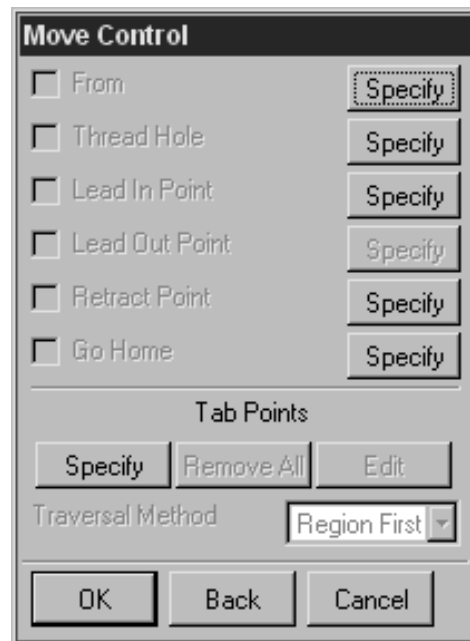 Move Control
From Specify
Thread Hole Specify
Lead In Point Specify
Lead Out Point Specify
Retract Point Specify
Go Home Specify
Tab Points
Specify Remove All Edit
Traversal Method Region First
OK Back Cancel